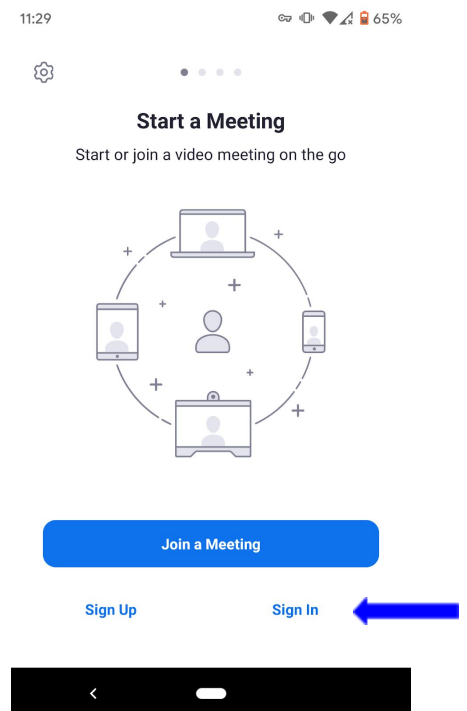 11:29
65%
Start a Meeting
Start or join a video meeting on the go
Join a Meeting
Sign Up
Sign In